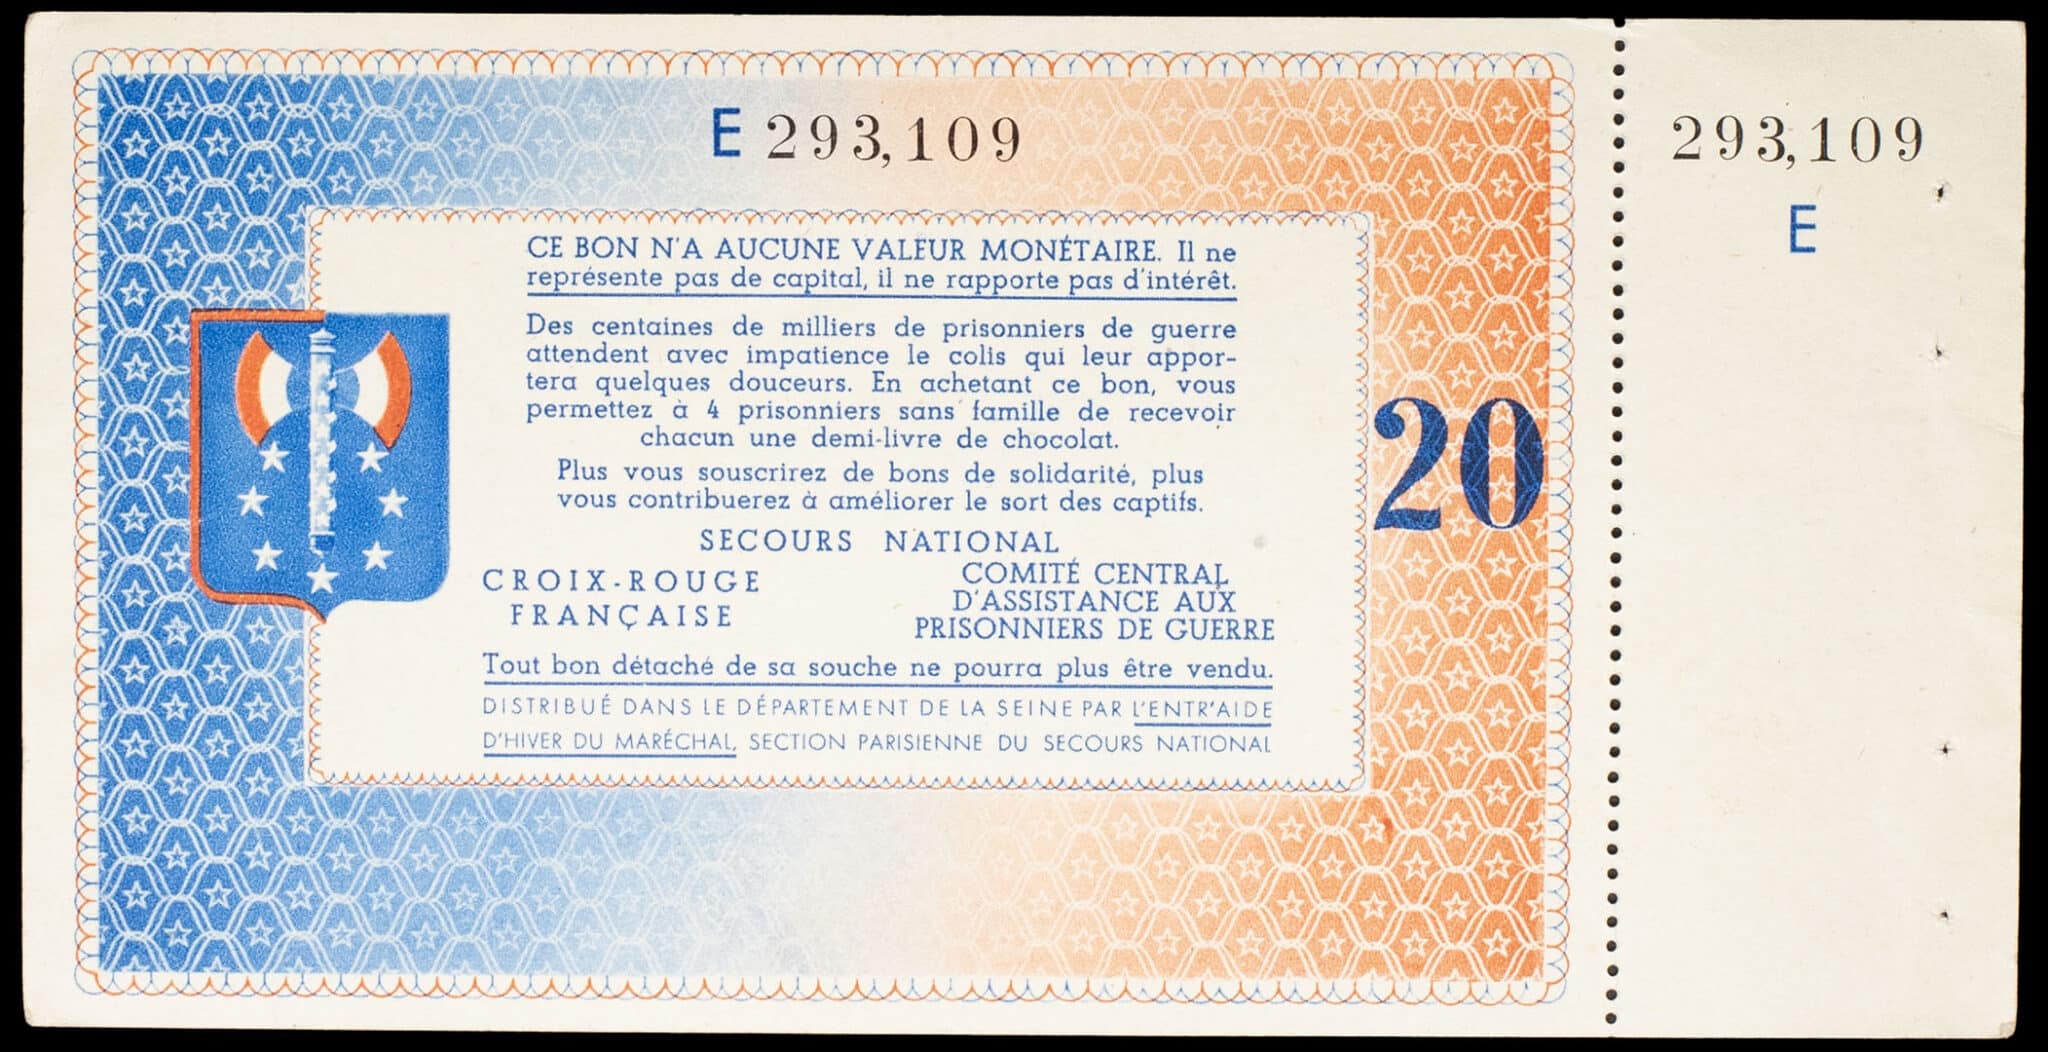 E 293,109
293,109
E
CE BON N'A AUCUNE VALEUR MONÉTAIRE. Il ne
représente pas de capital, il ne rapporte pas d'intérêt.
Des centaines de milliers de prisonniers de guerre
attendent avec impatience le colis qui leur appor-
tera quelques douceurs. En achetant ce bon, vous
permettez à 4 prisonniers sans famille de recevoir
chacun une demi-livre de chocolat.
Plus vous souscrirez de bons de solidarité, plus
vous contribuerez à améliorer le sort des captifs.
20
SECOURS NATIONAL
CROIX-ROUGE
FRANÇAISE
COMITÉ CENTRAL
D'ASSISTANCE AUX
PRISONNIERS DE GUERRE
Tout bon détaché de sa souche ne pourra plus être vendu.
DISTRIBUÉ DANS LE DÉPARTEMENT DE LA SEINE PAR L'ENTR'AIDE
D'HIVER DU MARÉCHAL, SECTION PARISIENNE DU SECOURS NATIONAL